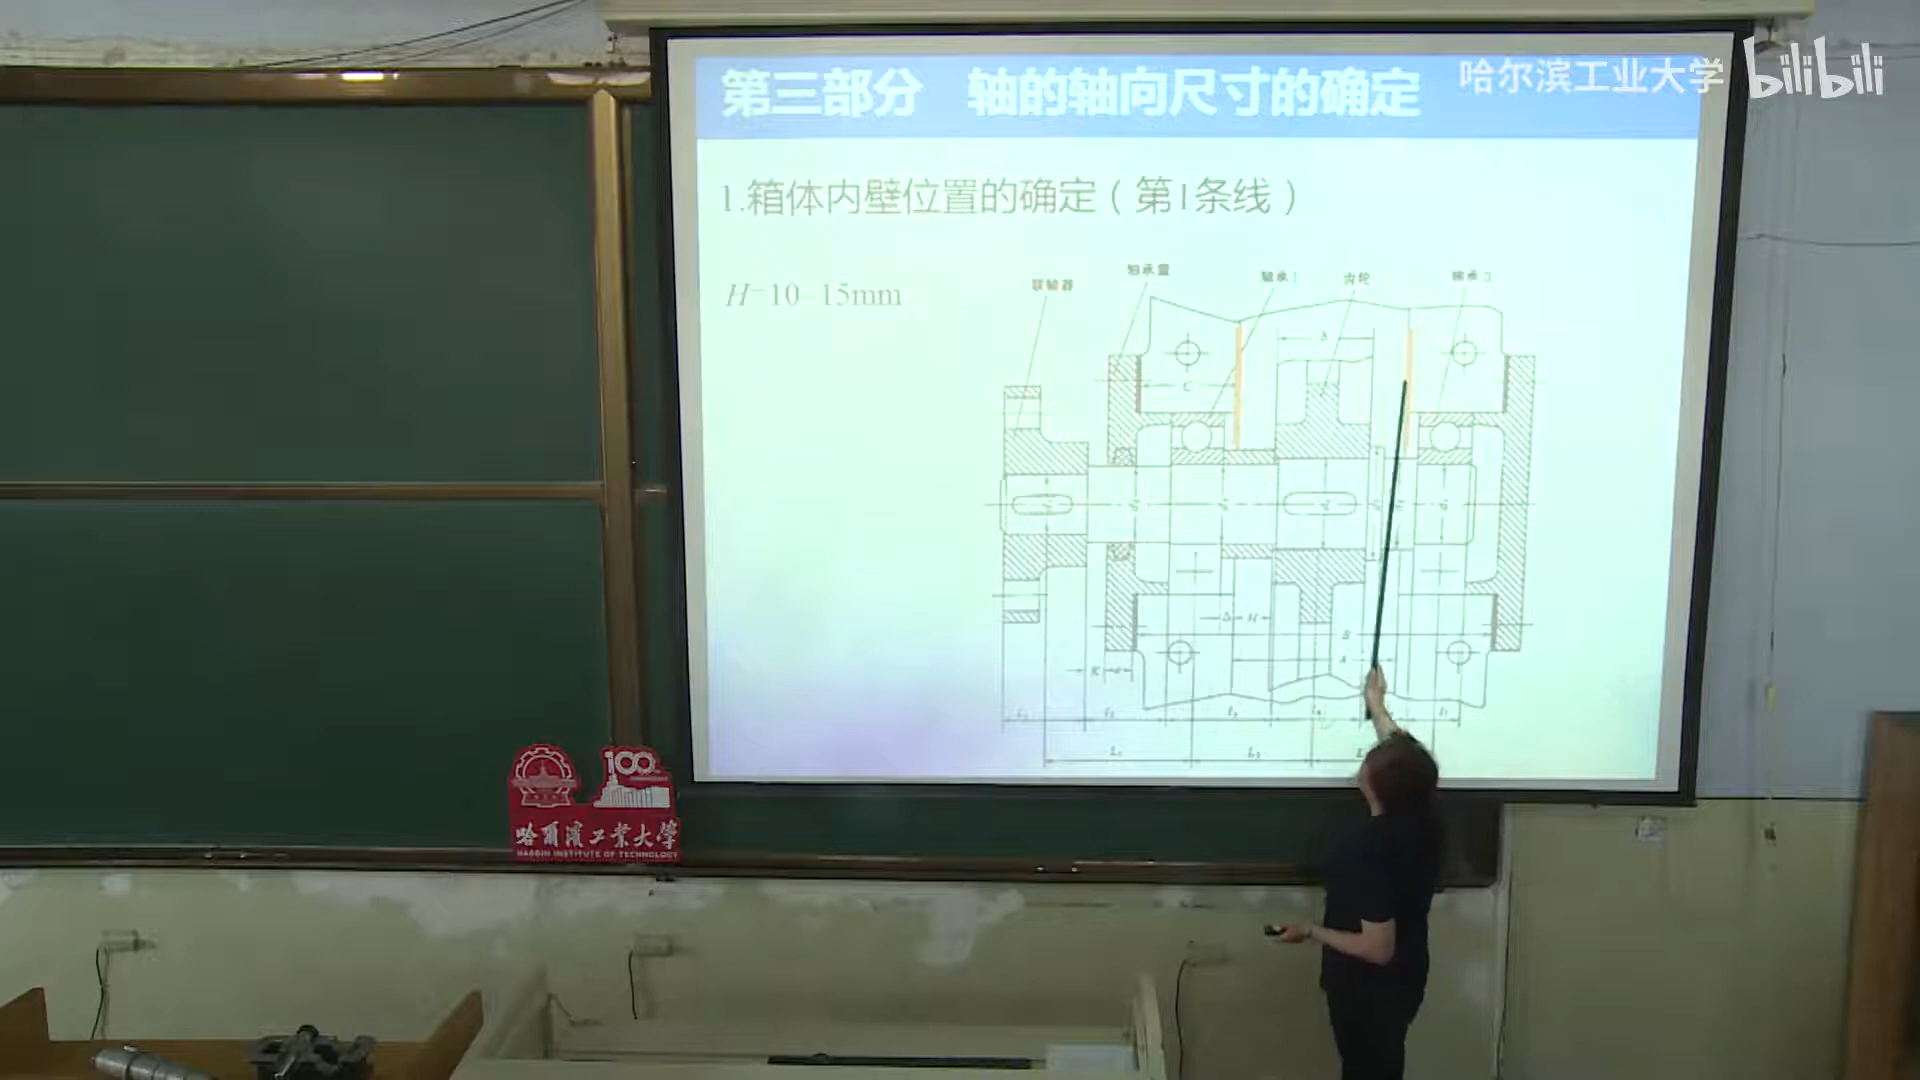 第三部分 轴的轴向尺寸的确定
哈尔滨工业大学
bilibili
1.箱体内壁位置的确定（第1条线）
H=10-15mm
联轴器
轴承盖
轴承1
齿轮
b
C
Δ
H
B
A
K
e
100
哈爾濱工業大學
HARBIN INSTITUTE OF TECHNOLOGY